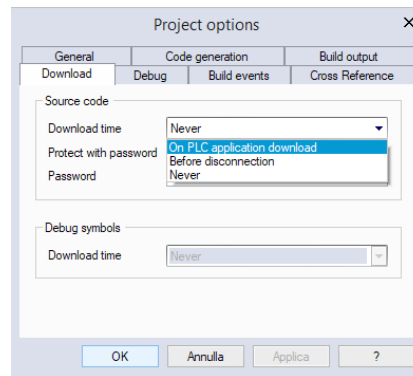 Project options
General Code generation Build output
Download Debug Build events Cross Reference
Source code
Download time Never
Protect with password On PLC application download
Before disconnection
Password Never
Debug symbols
Download time Never
OK Annulla Applica ?